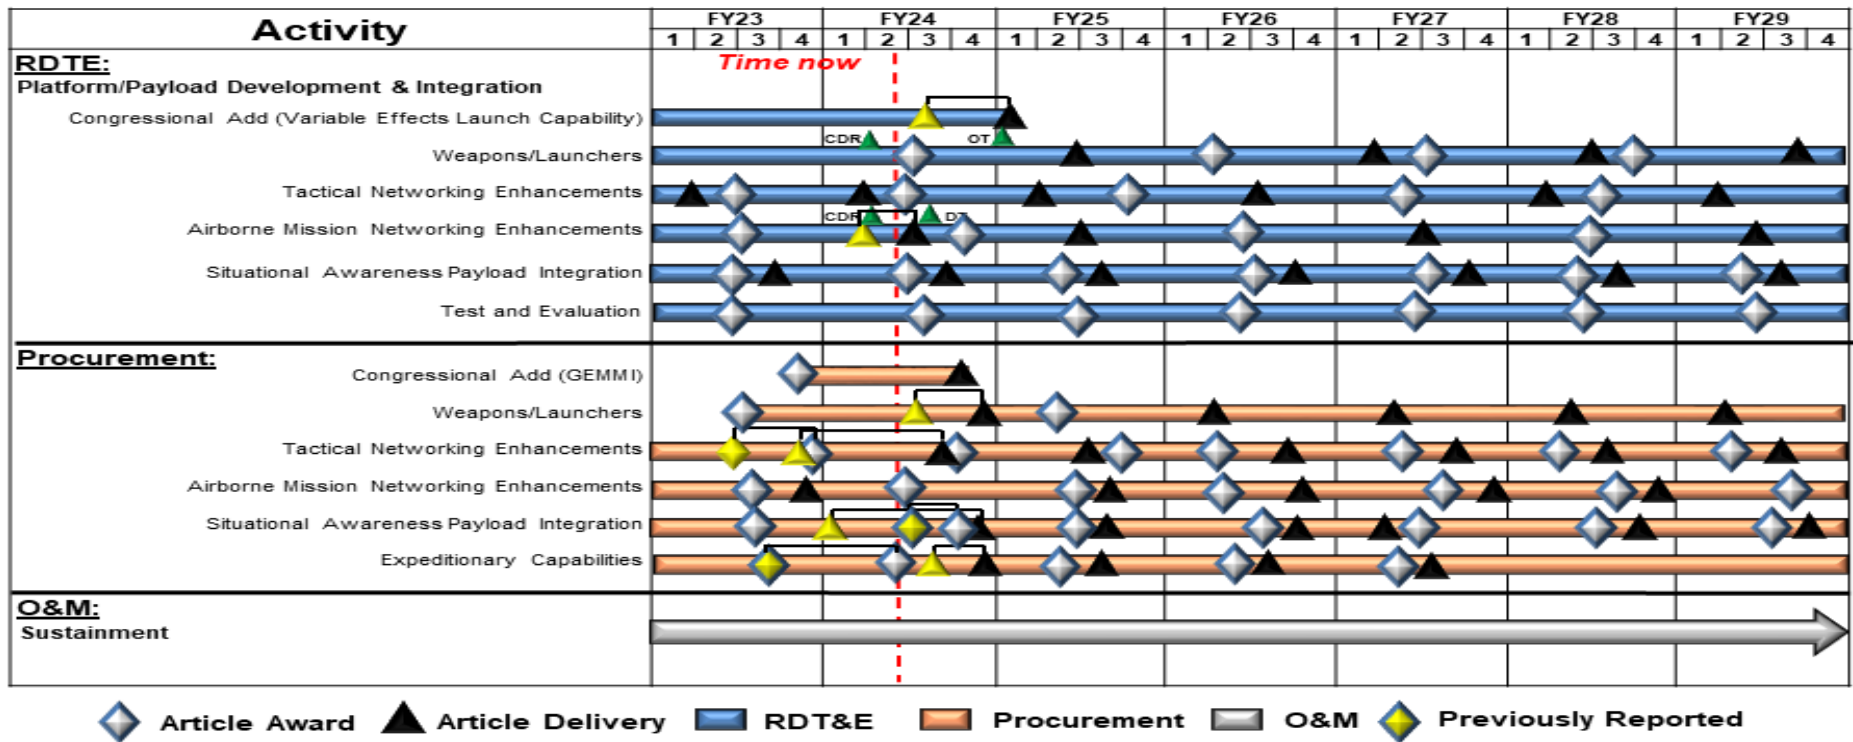 Activity
FY23 FY24 FY25 FY26 FY27 FY28 FY29
1 2 3 4 1 2 3 4 1 2 3 4 1 2 3 4 1 2 3 4 1 2 3 4 1 2 3 4
RDTE:
Time now
Platform/Payload Development & Integration
Congressional Add (Variable Effects Launch Capability)
CDR OT
Weapons/Launchers
Tactical Networking Enhancements
CDR DT
Airborne Mission Networking Enhancements
Situational Awareness Payload Integration
Test and Evaluation
Procurement:
Congressional Add (GEMMI)
Weapons/Launchers
Tactical Networking Enhancements
Airborne Mission Networking Enhancements
Situational Awareness Payload Integration
Expeditionary Capabilities
O&M:
Sustainment
Article Award Article Delivery RDT&E Procurement O&M Previously Reported